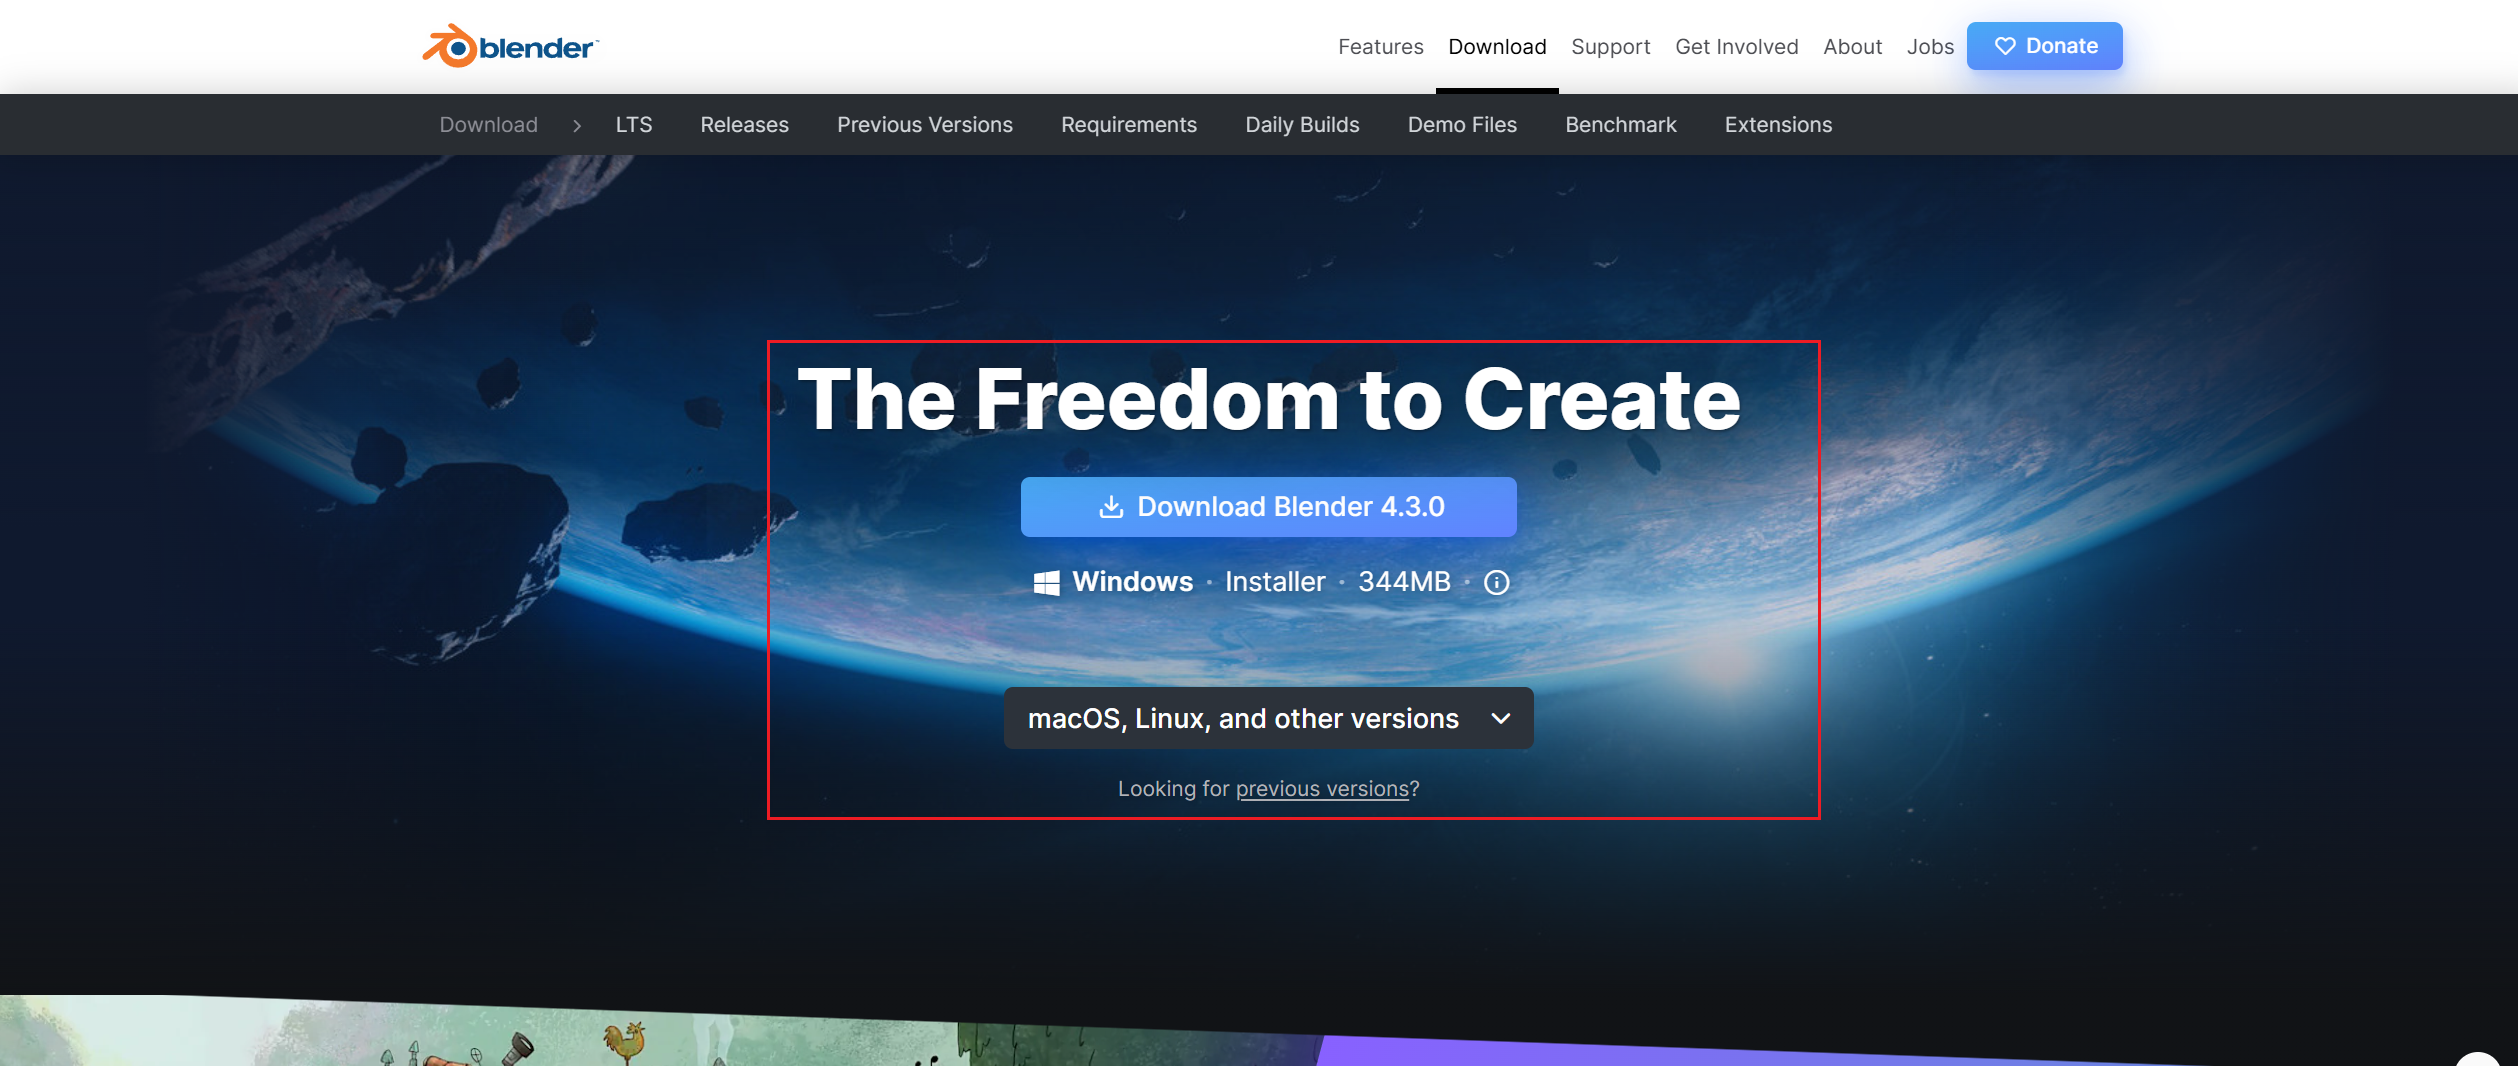 blender™
Features Download Support Get Involved About Jobs Donate
Download LTS Releases Previous Versions Requirements Daily Builds Demo Files Benchmark Extensions
The Freedom to Create
Download Blender 4.3.0
Windows · Installer · 344MB ·
macOS, Linux, and other versions
Looking for previous versions?